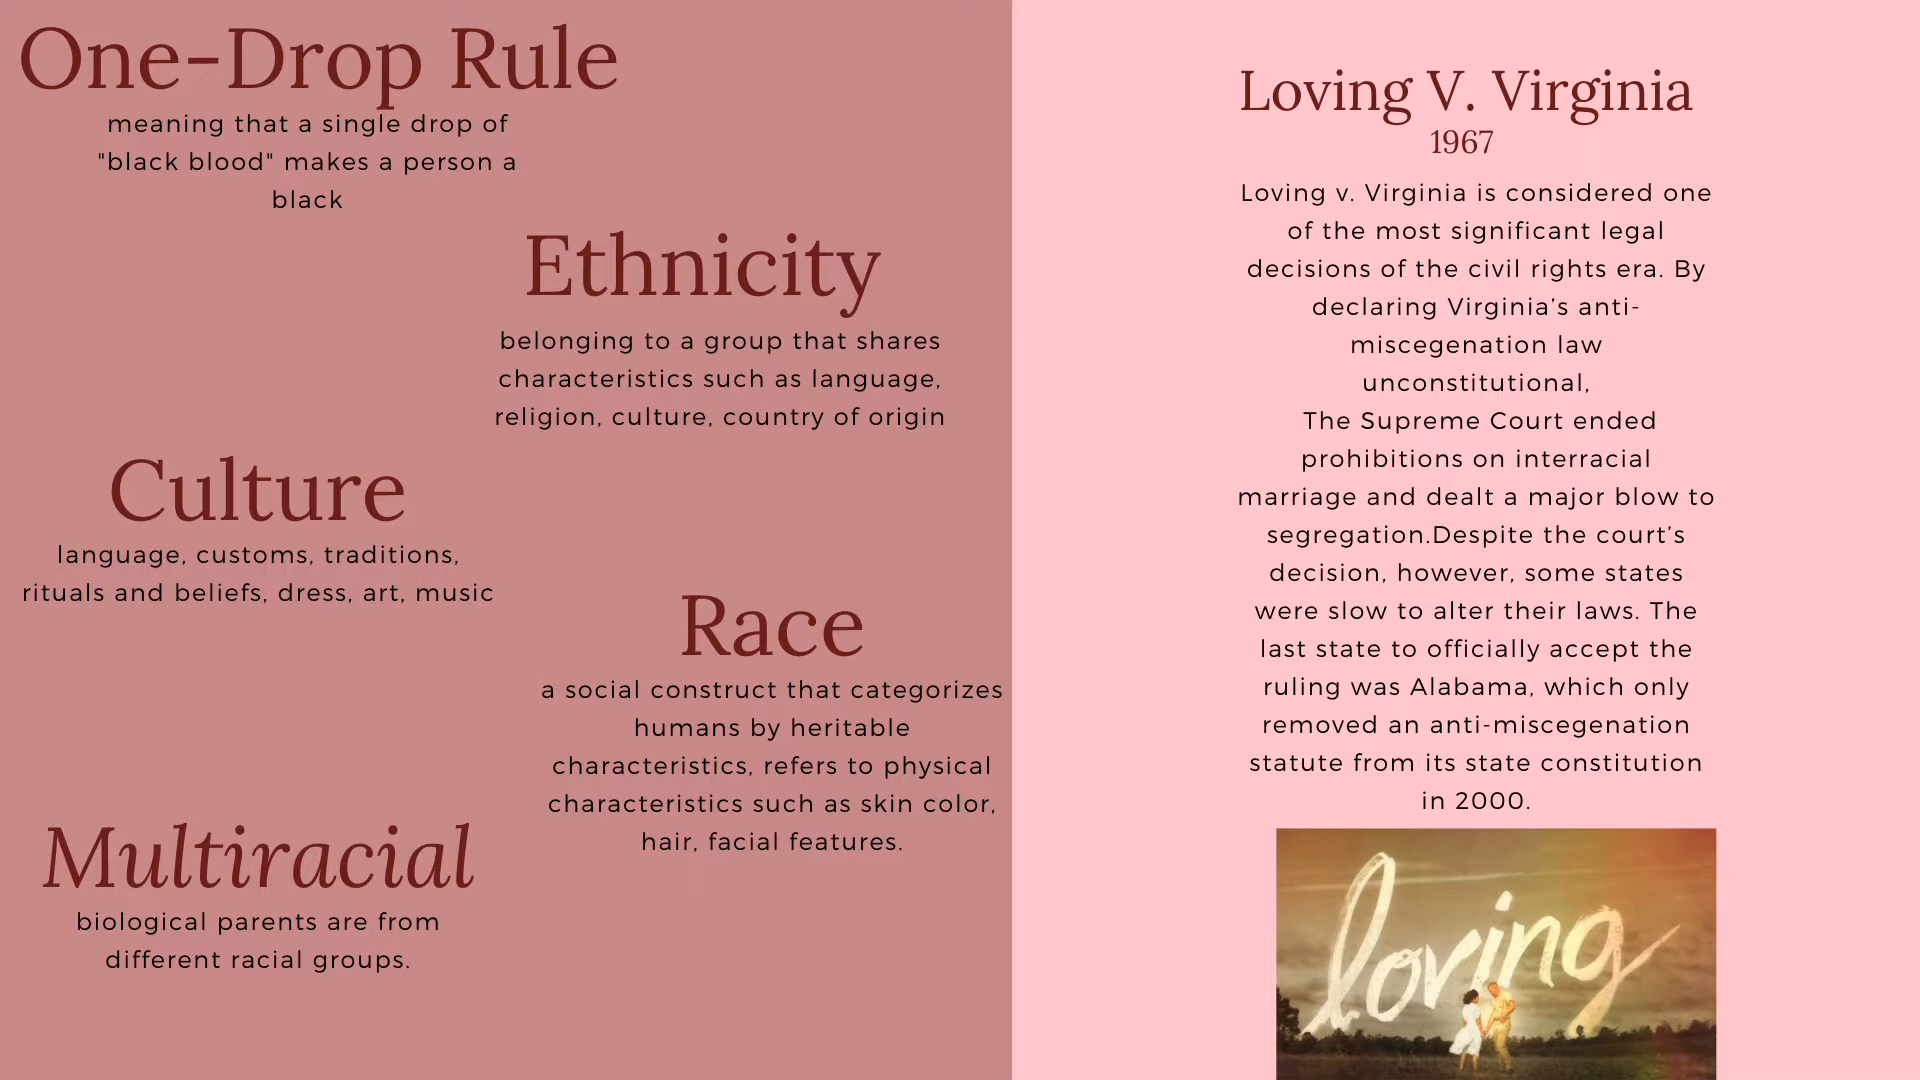 One-Drop Rule
meaning that a single drop of
"black blood" makes a person a
black
Ethnicity
belonging to a group that shares
characteristics such as language,
religion, culture, country of origin
Culture
language, customs, traditions,
rituals and beliefs, dress, art, music
Race
a social construct that categorizes
humans by heritable
characteristics, refers to physical
characteristics such as skin color,
hair, facial features.
Multiracial
biological parents are from
different racial groups.
Loving V. Virginia
1967
Loving v. Virginia is considered one
of the most significant legal
decisions of the civil rights era. By
declaring Virginia’s anti-
miscegenation law
unconstitutional,
The Supreme Court ended
prohibitions on interracial
marriage and dealt a major blow to
segregation.Despite the court’s
decision, however, some states
were slow to alter their laws. The
last state to officially accept the
ruling was Alabama, which only
removed an anti-miscegenation
statute from its state constitution
in 2000.
loving